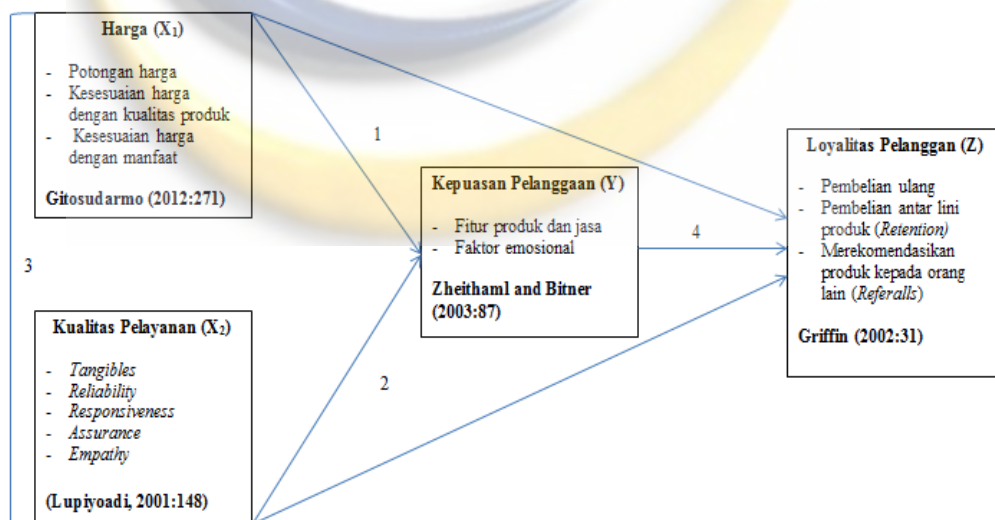 Harga (X₁)
- Potongan harga
- Kesesuaian harga
dengan kualitas produk
- Kesesuaian harga
dengan manfaat
Gitosudarmo (2012:271)
1
Kepuasan Pelanggaan (Y)
- Fitur produk dan jasa
- Faktor emosional
Zheithaml and Bitner
(2003:87)
4
Loyalitas Pelanggan (Z)
- Pembelian ulang
- Pembelian antar lini
produk (Retention)
- Merekomendasikan
produk kepada orang
lain (Referalls)
Griffin (2002:31)
3
Kualitas Pelayanan (X₂)
- Tangibles
- Reliability
- Responsiveness
- Assurance
- Empathy
(Lupiyoadi, 2001:148)
2